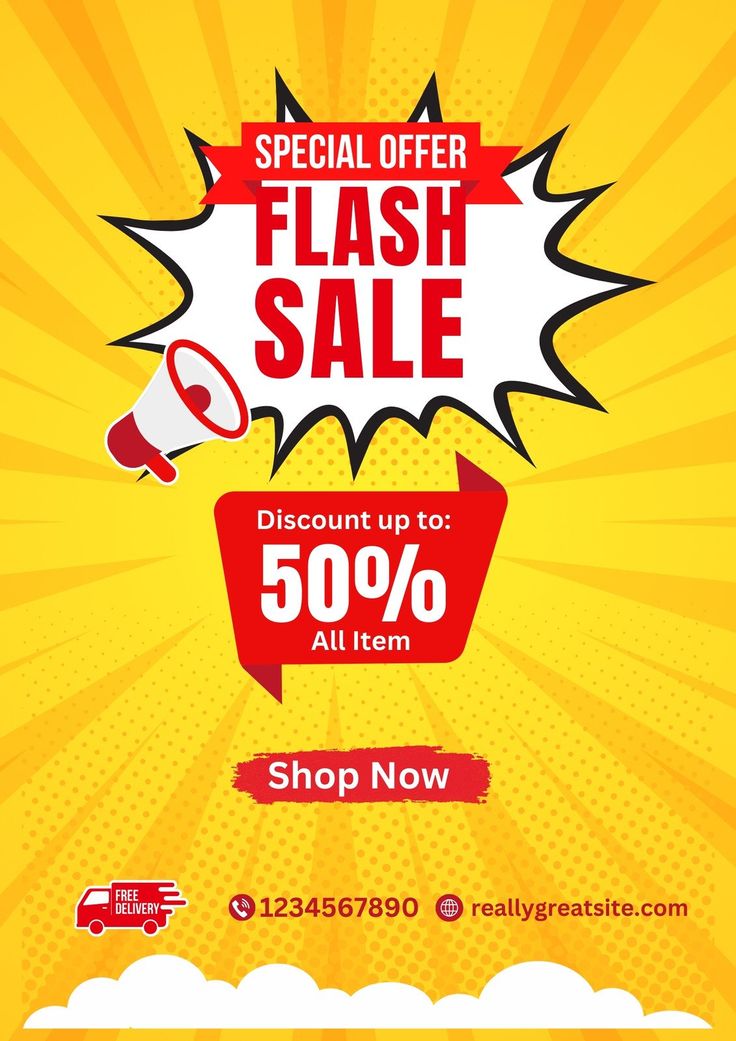 SPECIAL OFFER
FLASH
SALE
Discount up to:
50%
All Item
Shop Now
FREE
DELIVERY
1234567890
reallygreatsite.com